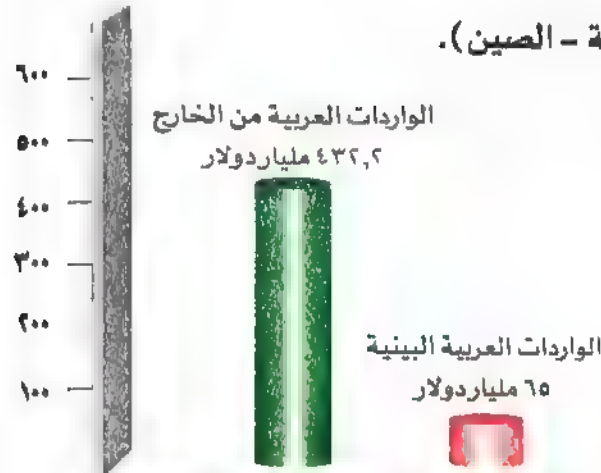 ة – الصين).
٦٠٠
الواردات العربية من الخارج
٥٠٠
٤٣٢,٢ مليار دولار
٤٠٠
٣٠٠
٢٠٠
الواردات العربية البينية
١٠٠
٦٥ مليار دولار